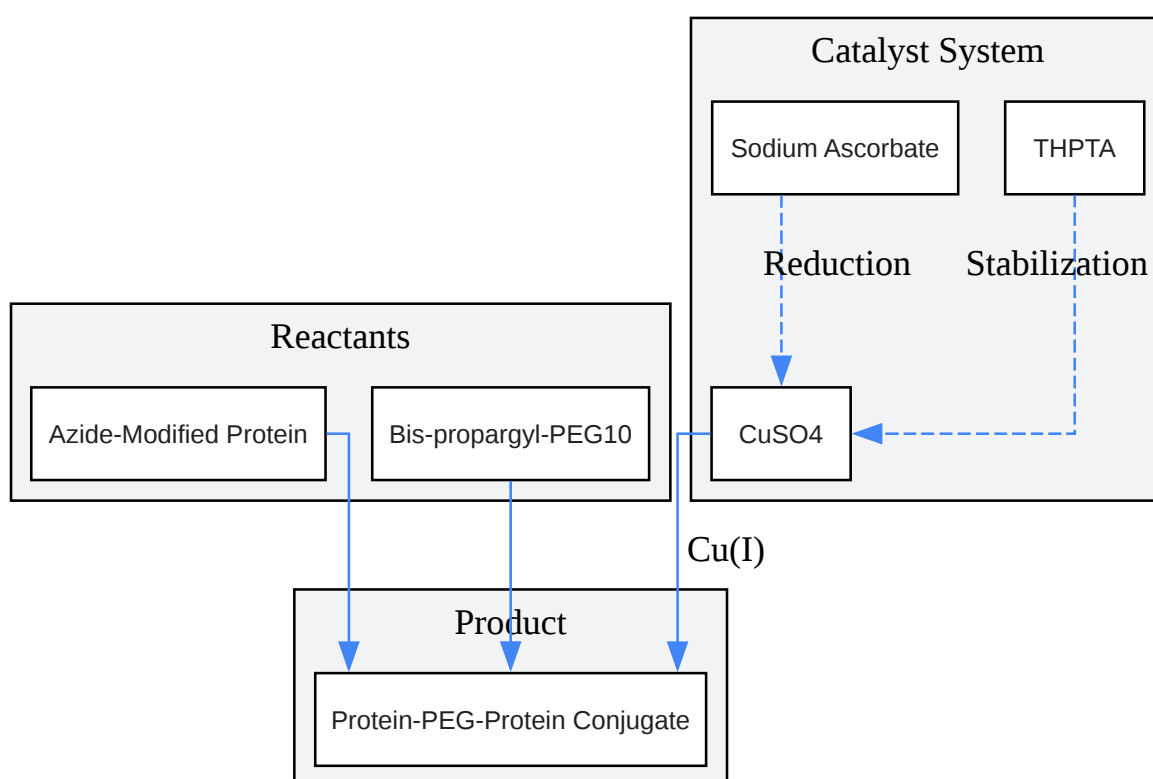 Catalyst System
Sodium Ascorbate
THPTA
Reduction
Stabilization
Reactants
Azide-Modified Protein
Bis-propargyl-PEG10
CuSO4
Cu(I)
Product
Protein-PEG-Protein Conjugate